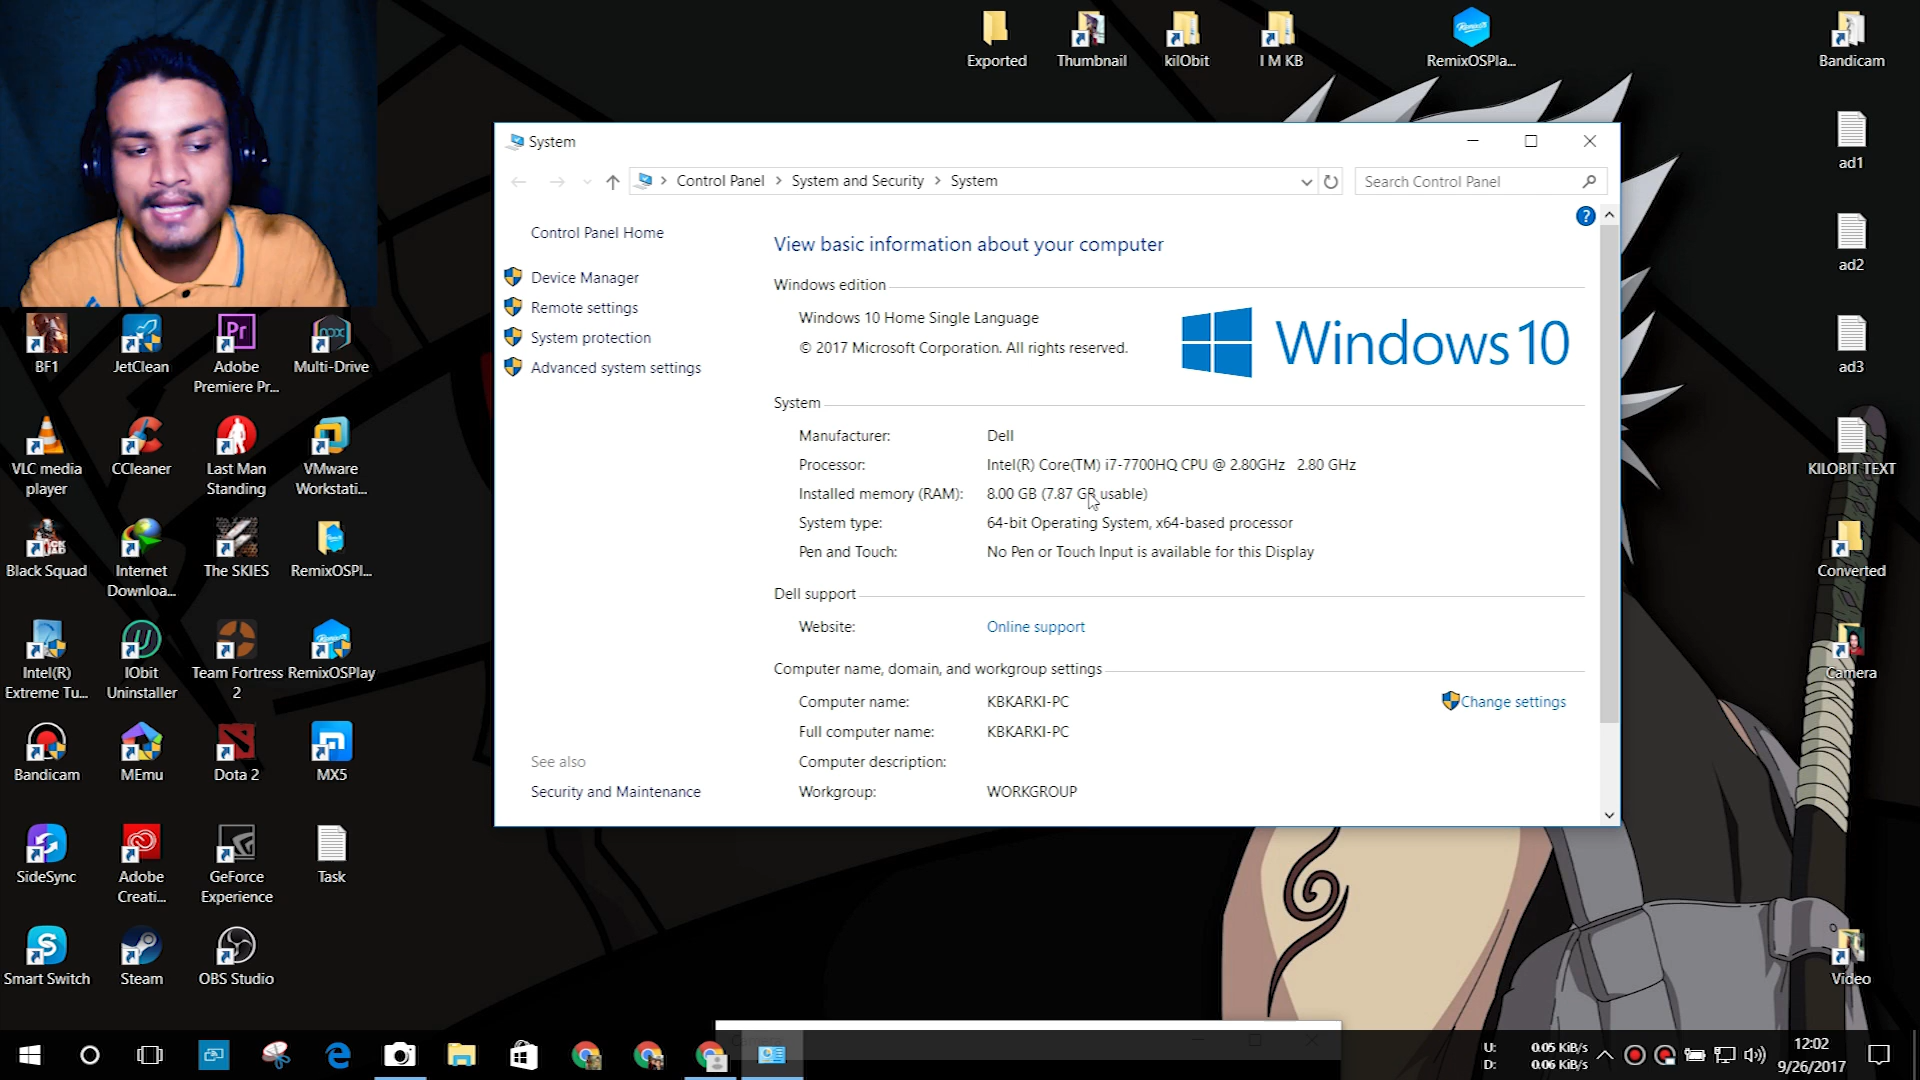 Exported
Thumbnail
kilObit
I M KB
RemixOSPla...
Bandicam
System
Control Panel
System and Security
System
Search Control Panel
Control Panel Home
Device Manager
Remote settings
System protection
Advanced system settings
See also
Security and Maintenance
View basic information about your computer
Windows edition
Windows 10 Home Single Language
© 2017 Microsoft Corporation. All rights reserved.
Windows 10
System
Manufacturer: Dell
Processor: Intel(R) Core(TM) i7-7700HQ CPU @ 2.80GHz 2.80 GHz
Installed memory (RAM): 8.00 GB (7.87 GB usable)
System type: 64-bit Operating System, x64-based processor
Pen and Touch: No Pen or Touch Input is available for this Display
Dell support
Website: Online support
Computer name, domain, and workgroup settings
Computer name: KBKARKI-PC
Change settings
Full computer name: KBKARKI-PC
Computer description:
Workgroup: WORKGROUP
ad1
ad2
ad3
KILOBIT TEXT
Converted
Camera
Video
BF1
JetClean
Adobe
Premiere Pr...
Multi-Drive
VLC media
player
CCleaner
Last Man
Standing
VMware
Workstati...
Black Squad
Internet
Downloa...
The SKIES
RemixOSPl...
Intel(R)
Extreme Tu...
IObit
Uninstaller
Team Fortress
2
RemixOSPlay
Bandicam
MEmu
Dota 2
MX5
SideSync
Adobe
Creati...
GeForce
Experience
Task
Smart Switch
Steam
OBS Studio
U: 0.05 KiB/s
D: 0.06 KiB/s
12:02
9/26/2017